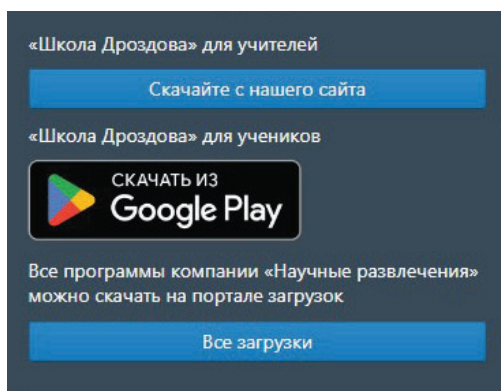 «Школа Дроздова» для учителей
Скачайте с нашего сайта
«Школа Дроздова» для учеников
СКАЧАТЬ ИЗ
Google Play
Все программы компании «Научные развлечения»
можно скачать на портале загрузок
Все загрузки